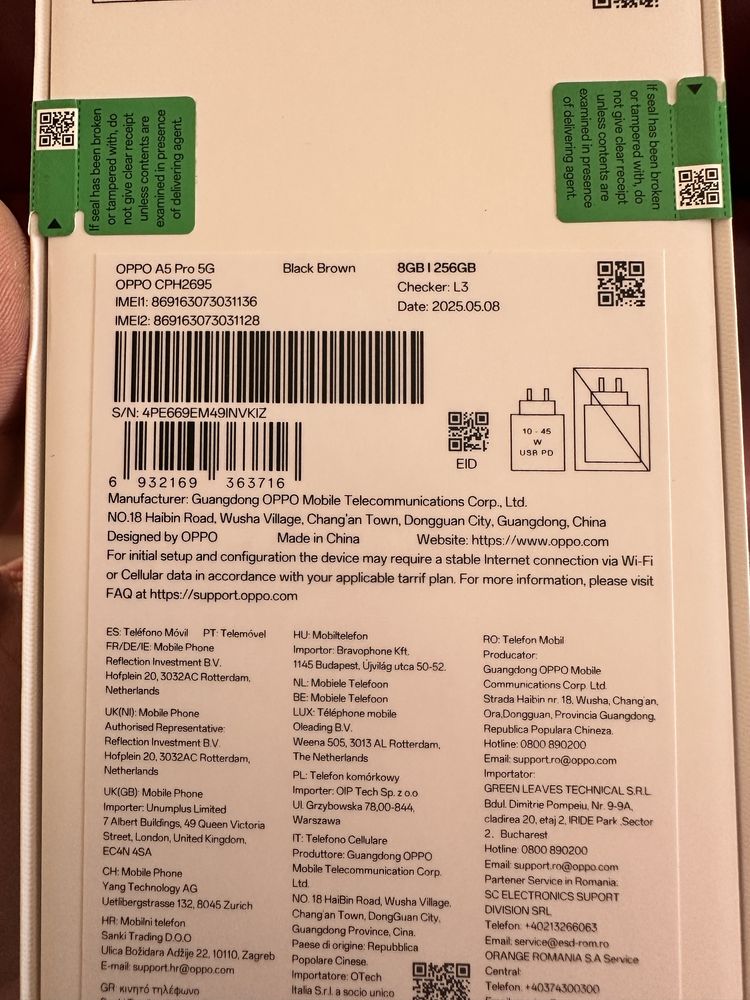 If seal has been broken
or tampered with, do
not give clear receipt
unless contents are
examined in presence
of delivering agent.
If seal has been broken
or tampered with, do
not give clear receipt
unless contents are
examined in presence
of delivering agent.
OPPO A5 Pro 5G Black Brown 8GB | 256GB
OPPO CPH2695 Checker: L3
IMEI1: 869163073031136 Date: 2025.05.08
IMEI2: 869163073031128
S/N: 4PE669EM49INVKIZ
6 932169 363716
EID
10 - 45
W
USB PD
Manufacturer: Guangdong OPPO Mobile Telecommunications Corp., Ltd.
NO.18 Haibin Road, Wusha Village, Chang'an Town, Dongguan City, Guangdong, China
Designed by OPPO Made in China Website: https://www.oppo.com
For initial setup and configuration the device may require a stable Internet connection via Wi-Fi
or Cellular data in accordance with your applicable tarrif plan. For more information, please visit
FAQ at https://support.oppo.com
ES: Teléfono Móvil PT: Telemóvel
FR/DE/IE: Mobile Phone
Reflection Investment B.V.
Hofplein 20, 3032AC Rotterdam,
Netherlands
UK(NI): Mobile Phone
Authorised Representative:
Reflection Investment B.V.
Hofplein 20, 3032AC Rotterdam,
Netherlands
UK(GB): Mobile Phone
Importer: Unumplus Limited
7 Albert Buildings, 49 Queen Victoria
Street, London, United Kingdom,
EC4N 4SA
CH: Mobile Phone
Yang Technology AG
Uetlibergstrasse 132, 8045 Zurich
HR: Mobilni telefon
Sanki Trading D.O.O
Ulica Božidara Adžije 22, 10110, Zagreb
E-mail: support.hr@oppo.com
GR κινητό τηλέφωνο
HU: Mobiltelefon
Importor: Bravophone Kft.
1145 Budapest, Újvilág utca 50-52.
NL: Mobiele Telefoon
BE: Mobiele Telefoon
LUX: Téléphone mobile
Oleading B.V.
Weena 505, 3013 AL Rotterdam,
The Netherlands
PL: Telefon komórkowy
Importer: OIP Tech Sp. z o.o
Ul. Grzybowska 78,00-844,
Warszawa
IT: Telefono Cellulare
Produttore: Guangdong OPPO
Mobile Telecommunication Corp.
Ltd.
NO. 18 HaiBin Road, Wusha Village,
Chang'an Town, DongGuan City,
Guangdong Province, Cina.
Paese di origine: Repubblica
Popolare Cinese.
Importatore: OTech
Italia S.r.l. a socio unico
RO: Telefon Mobil
Producator:
Guangdong OPPO Mobile
Communications Corp. Ltd.
Strada Haibin nr. 18, Wusha, Chang'an,
Ora,Dongguan, Provincia Guangdong,
Republica Populara Chineza.
Hotline: 0800 890200
Email: support.ro@oppo.com
Importator:
GREEN LEAVES TECHNICAL S.R.L.
Bdul. Dimitrie Pompeiu, Nr. 9-9A,
cladirea 20, etaj 2, IRIDE Park ,Sector
2, Bucharest
Hotline: 0800 890200
Email: support.ro@oppo.com
Partener Service in Romania:
SC ELECTRONICS SUPORT
DIVISION SRL
Telefon. +40213266063
Email: service@esd-rom.ro
ORANGE ROMANIA S.A Service
Central:
Telefon. +40374300300